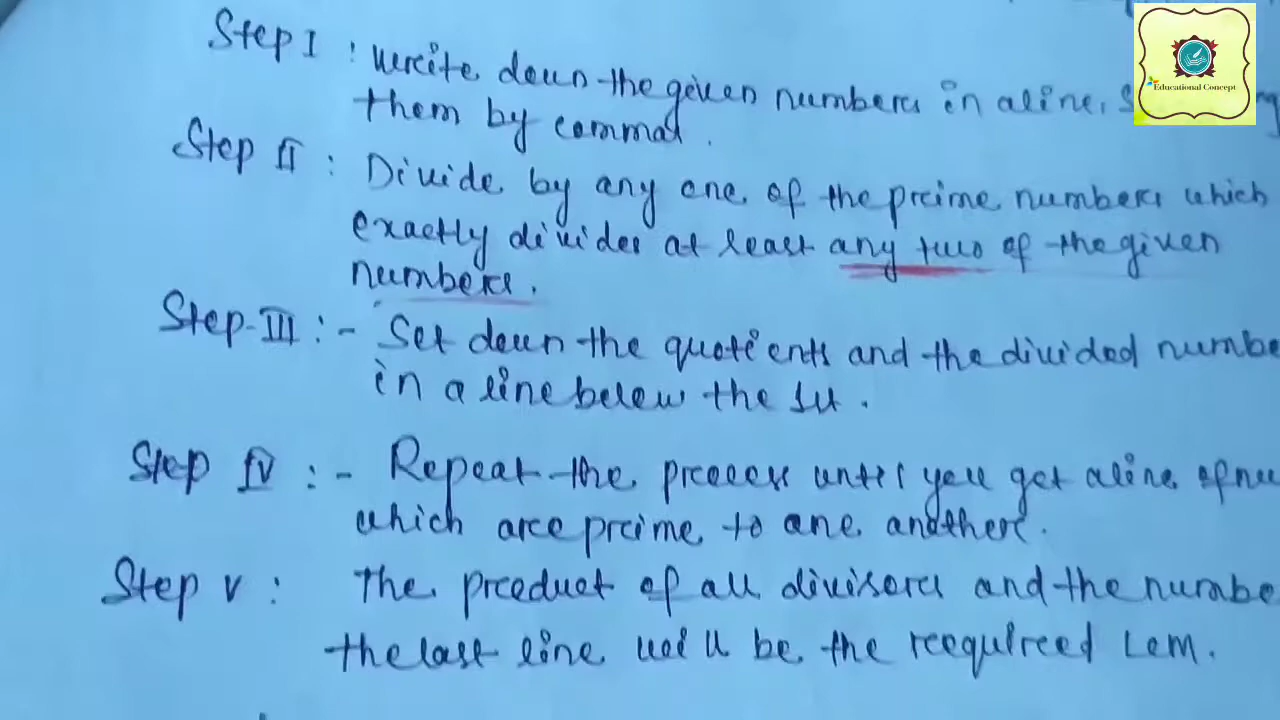 Step I : Write down the given numbers in a line, 
them by commas.
Step II : Divide by any one of the prime numbers which
exactly divides at least any two of the given
numbers.
Step-III :- Set down the quotients and the divided numbe
in a line below the 1st.
Step IV :- Repeat the process until you get a line of nu
which are prime to one another.
Step V : The product of all divisors and the numbe
the last line will be the required Lcm.
Educational Concept